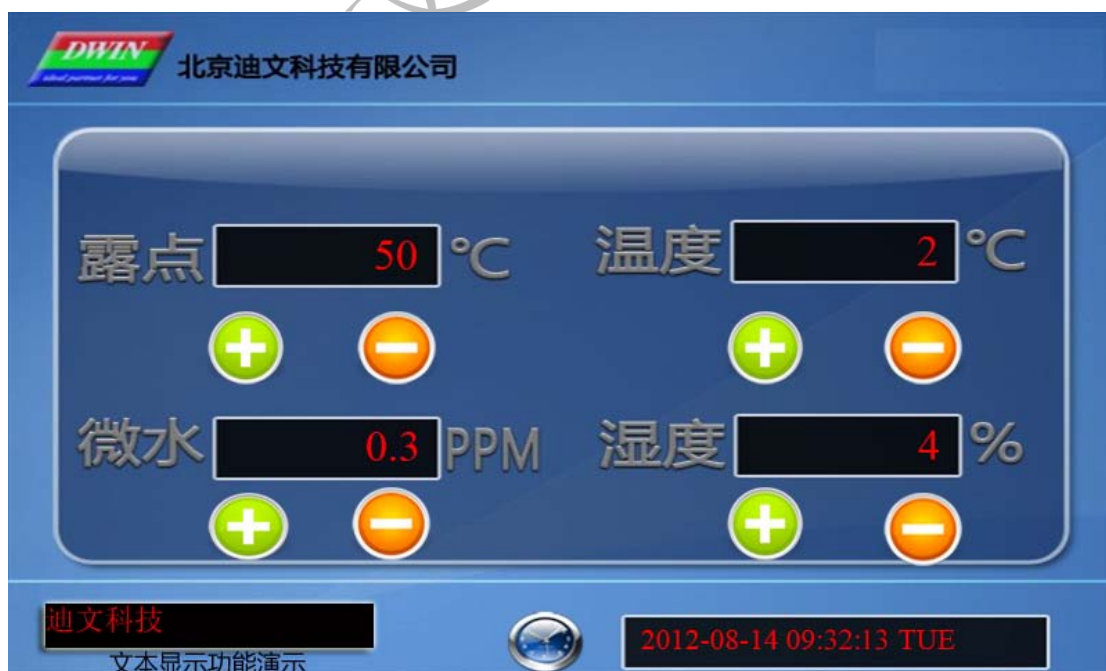 DWIN
ideal partner for you
北京迪文科技有限公司
露点 50 ℃
温度 2 ℃
微水 0.3 PPM
湿度 4 %
迪文科技
文本显示功能演示
2012-08-14 09:32:13 TUE